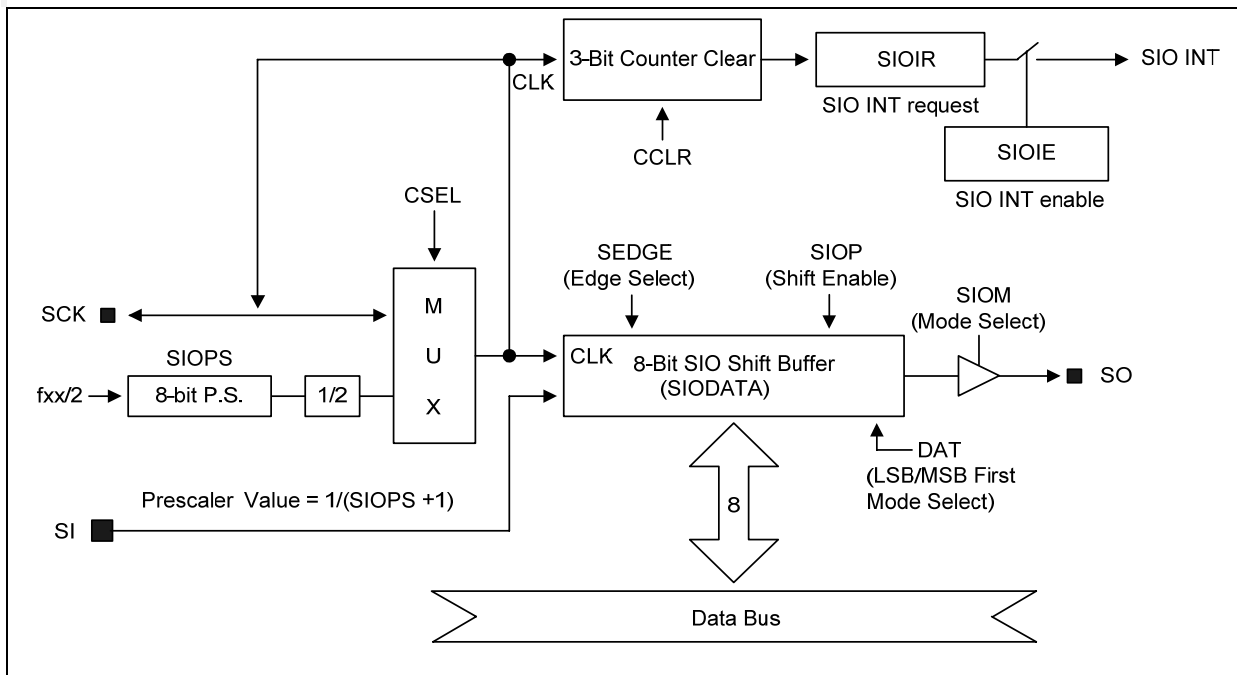 3-Bit Counter Clear
CLK
SIOIR
SIO INT
SIO INT request
CCLR
SIOIE
SIO INT enable
CSEL
SEDGE
(Edge Select)
SIOP
(Shift Enable)
SIOM
(Mode Select)
SCK
M
U
X
CLK
8-Bit SIO Shift Buffer
(SIODATA)
SO
SIOPS
fxx/2
8-bit P.S.
1/2
DAT
(LSB/MSB First
Mode Select)
Prescaler Value = 1/(SIOPS +1)
SI
8
Data Bus